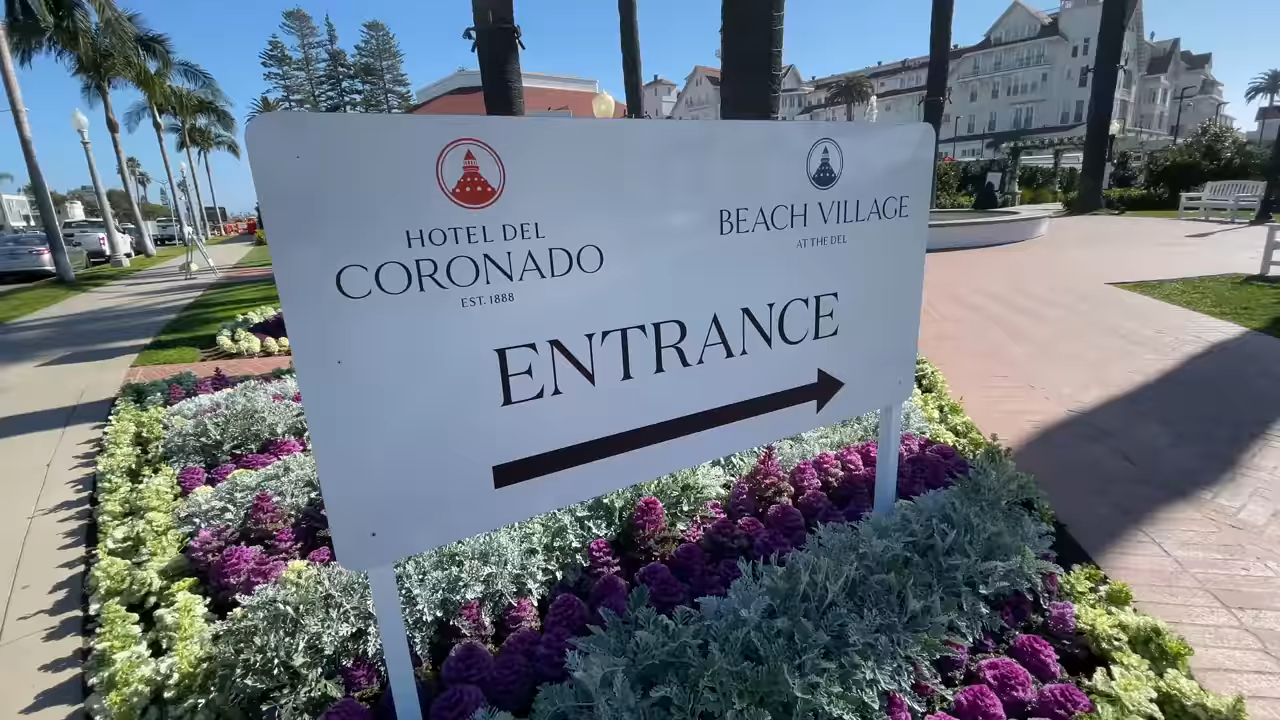 HOTEL DEL
CORONADO
EST. 1888
BEACH VILLAGE
AT THE DEL
ENTRANCE